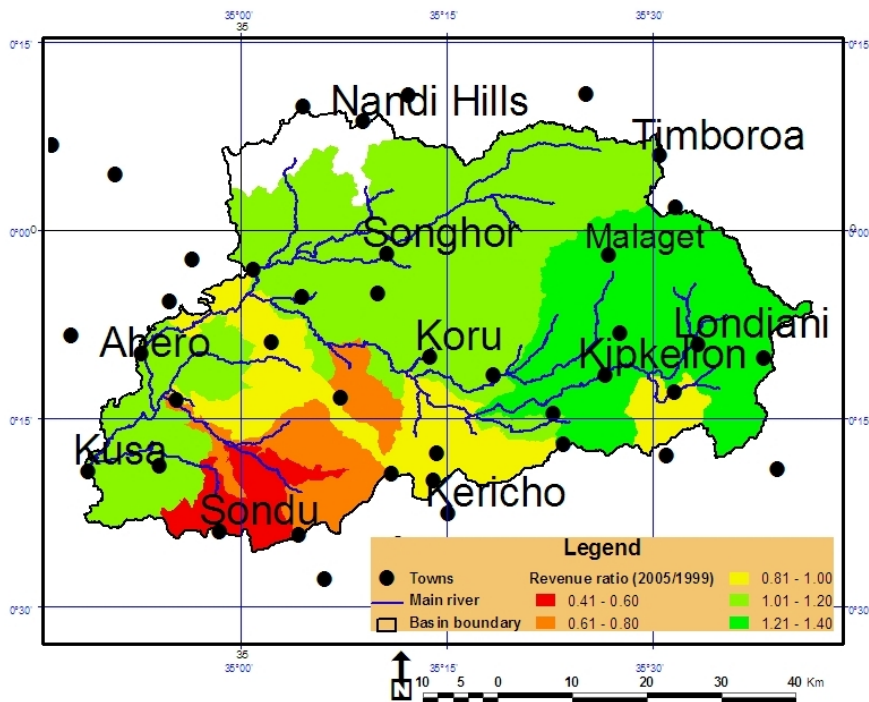 35°00' 35°15' 35°30'
35
0°15' 0°15'
Nandi Hills
Timboroa
0°00' 0
Songhor
Malaget
Ahero
Koru
Londiani
Kipkelion
0°15' 0°15'
Kusa
Kericho
Sondu
Legend
Towns Revenue ratio (2005/1999) 0.81 - 1.00
Main river 0.41 - 0.60 1.01 - 1.20
Basin boundary 0.61 - 0.80 1.21 - 1.40
0°30' 0°30'
35
35°00' 35°15' 35°30'
N
10 5 0 10 20 30 40 Km